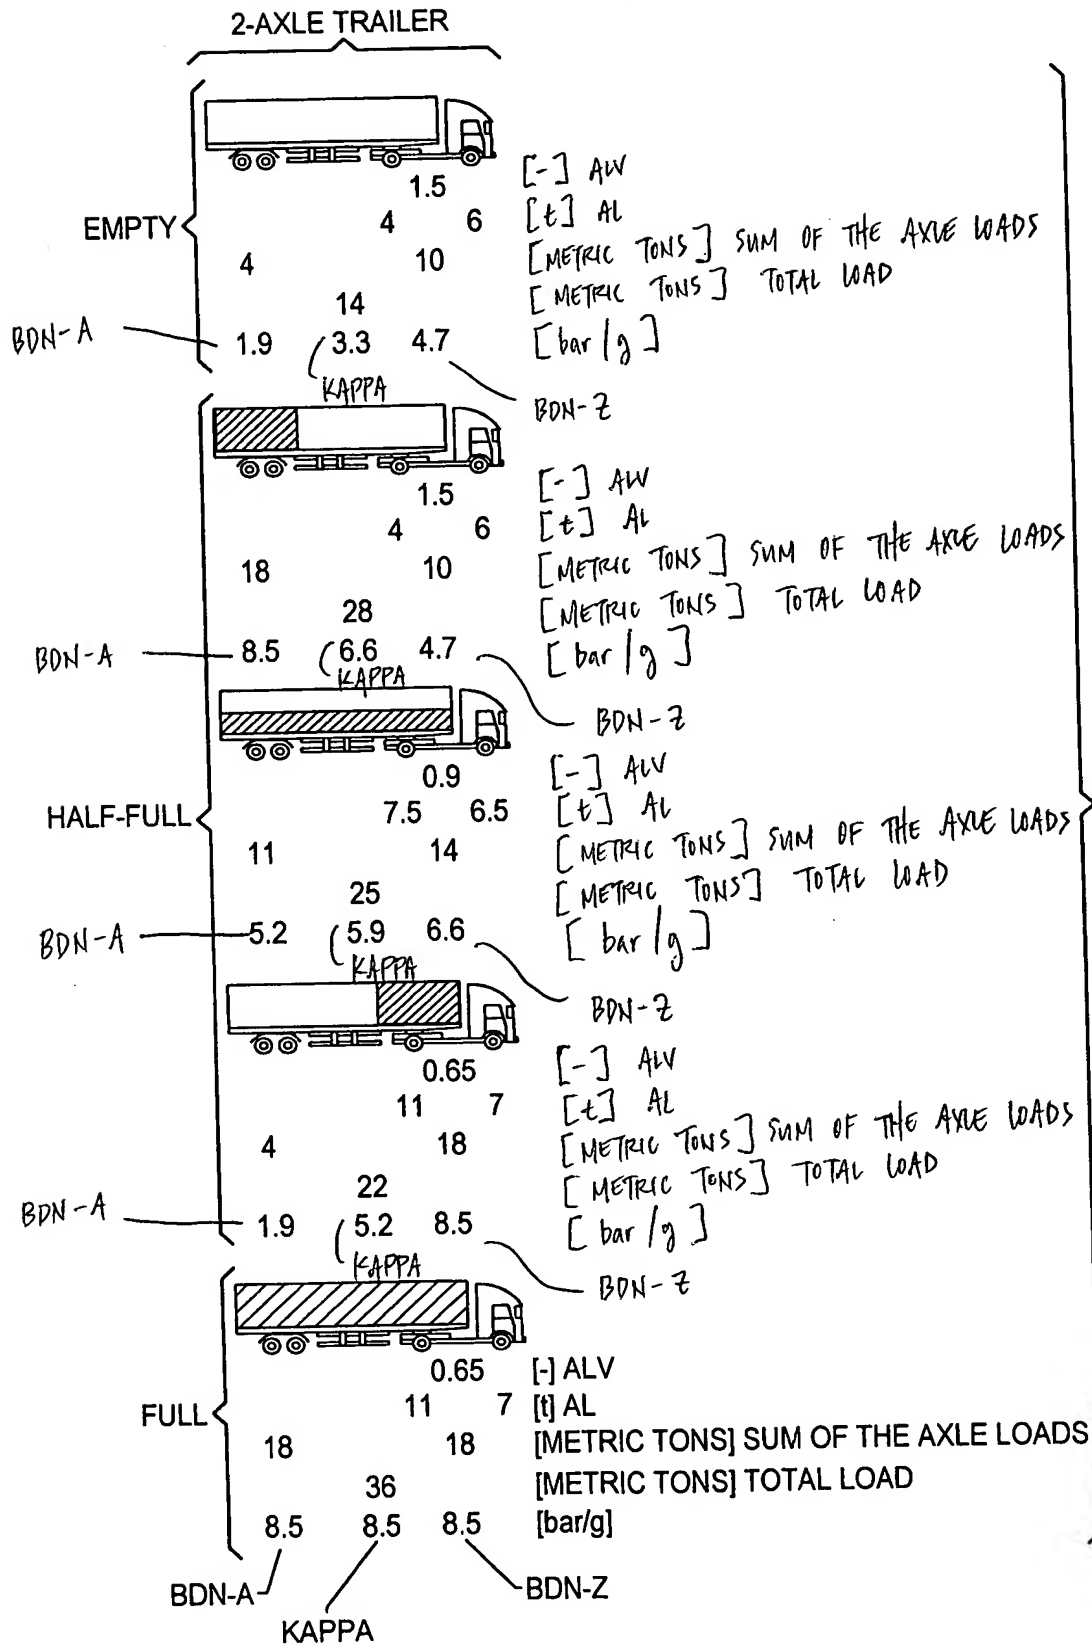 2-AXLE TRAILER
EMPTY
1.5 [-] ALV
4 6 [t] AL
4 10 [METRIC TONS] SUM OF THE AXLE LOADS
14 [METRIC TONS] TOTAL LOAD
BDN-A 1.9 3.3 4.7 [bar/g]
KAPPA
BDN-Z
HALF-FULL
1.5 [-] ALV
4 6 [t] AL
18 10 [METRIC TONS] SUM OF THE AXLE LOADS
28 [METRIC TONS] TOTAL LOAD
BDN-A 8.5 6.6 4.7 [bar/g]
KAPPA
BDN-Z
0.9 [-] ALV
7.5 6.5 [t] AL
11 14 [METRIC TONS] SUM OF THE AXLE LOADS
25 [METRIC TONS] TOTAL LOAD
BDN-A 5.2 5.9 6.6 [bar/g]
KAPPA
BDN-Z
0.65 [-] ALV
11 7 [t] AL
4 18 [METRIC TONS] SUM OF THE AXLE LOADS
22 [METRIC TONS] TOTAL LOAD
BDN-A 1.9 5.2 8.5 [bar/g]
KAPPA
BDN-Z
FULL
0.65 [-] ALV
11 7 [t] AL
18 18 [METRIC TONS] SUM OF THE AXLE LOADS
36 [METRIC TONS] TOTAL LOAD
8.5 8.5 8.5 [bar/g]
BDN-A BDN-Z
KAPPA